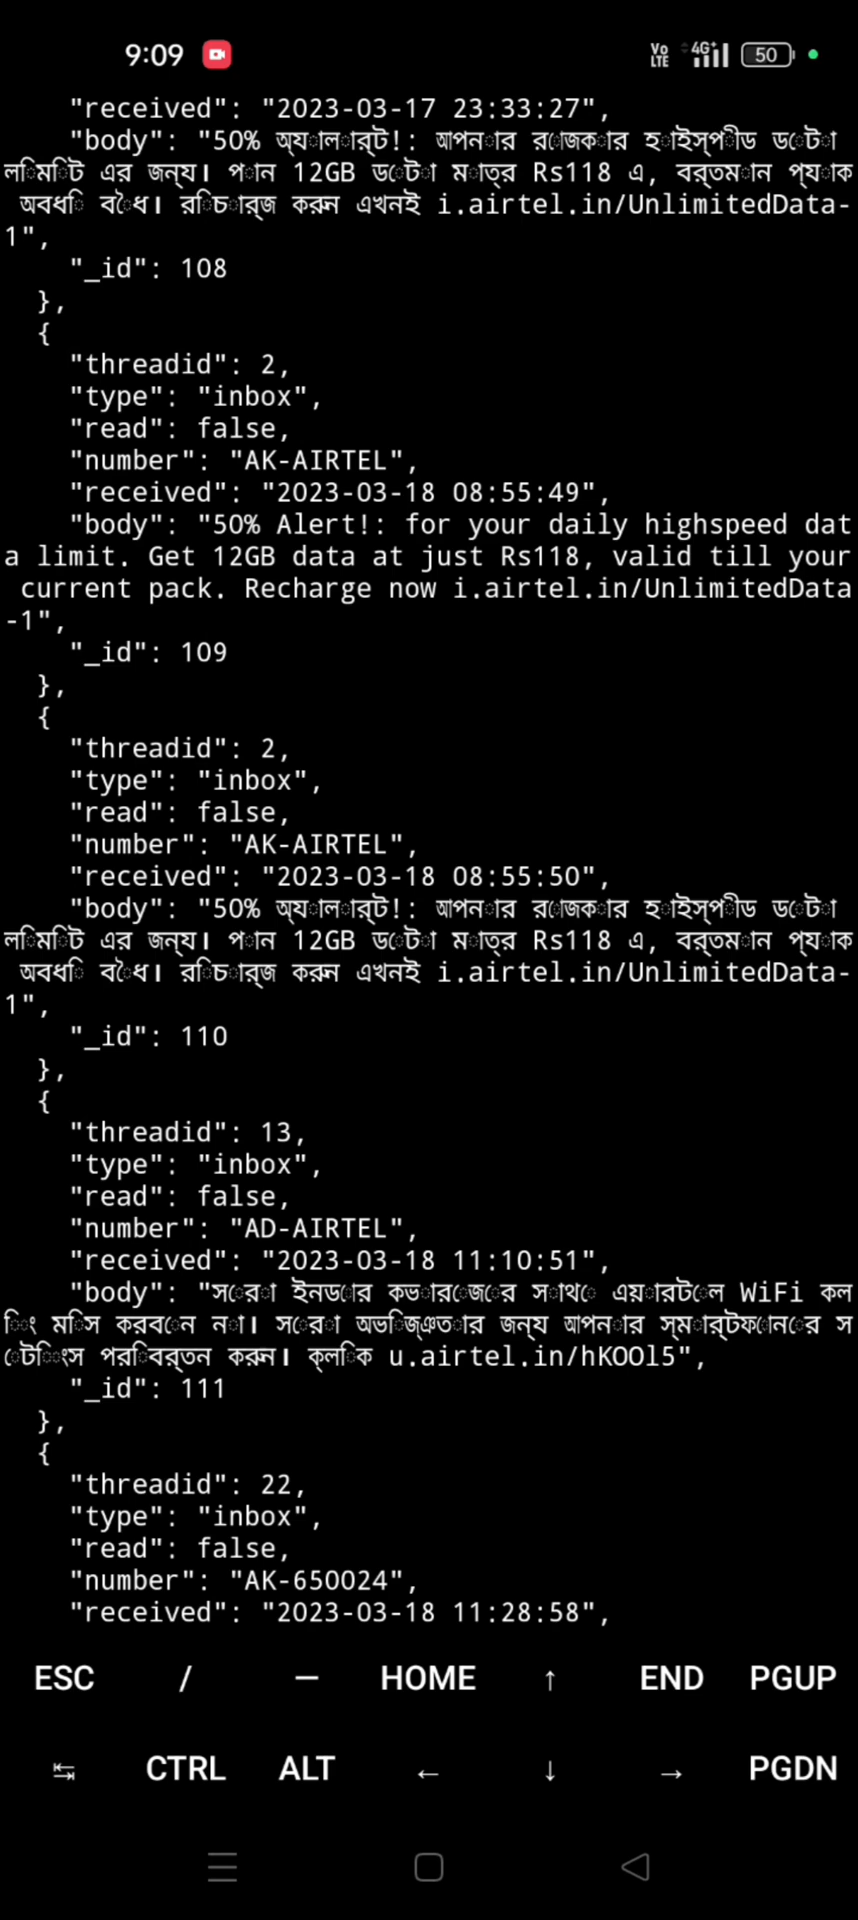 9:09
Vo LTE 4G+ 50
"received": "2023-03-17 23:33:27",
"body": "50% অ্যালার্ট!: আপনার রোজকার হাইস্পীড ডেটা
লিমিটি এর জন্য। পান 12GB ডেটা মাত্র Rs118 এ, বর্তমান প্যাক
অবধি বৈধ। রিচার্জ করুন এখনই i.airtel.in/UnlimitedData-
1",
"_id": 108
},
{
"threadid": 2,
"type": "inbox",
"read": false,
"number": "AK-AIRTEL",
"received": "2023-03-18 08:55:49",
"body": "50% Alert!: for your daily highspeed dat
a limit. Get 12GB data at just Rs118, valid till your
current pack. Recharge now i.airtel.in/UnlimitedData
-1",
"_id": 109
},
{
"threadid": 2,
"type": "inbox",
"read": false,
"number": "AK-AIRTEL",
"received": "2023-03-18 08:55:50",
"body": "50% অ্যালার্ট!: আপনার রোজকার হাইস্পীড ডেটা
লিমিটি এর জন্য। পান 12GB ডেটা মাত্র Rs118 এ, বর্তমান প্যাক
অবধি বৈধ। রিচার্জ করুন এখনই i.airtel.in/UnlimitedData-
1",
"_id": 110
},
{
"threadid": 13,
"type": "inbox",
"read": false,
"number": "AD-AIRTEL",
"received": "2023-03-18 11:10:51",
"body": "সেরা ইনডোর কভারেজের সাথে এয়ারটেল WiFi কল
িং মিস করবেন না। সেরা অভিজ্ঞতার জন্য আপনার স্মার্টফোনের স
েটিংস পরিবর্তন করুন। ক্লিক u.airtel.in/hKOOl5",
"_id": 111
},
{
"threadid": 22,
"type": "inbox",
"read": false,
"number": "AK-650024",
"received": "2023-03-18 11:28:58",
ESC / — HOME ↑ END PGUP
↹ CTRL ALT ← ↓ → PGDN